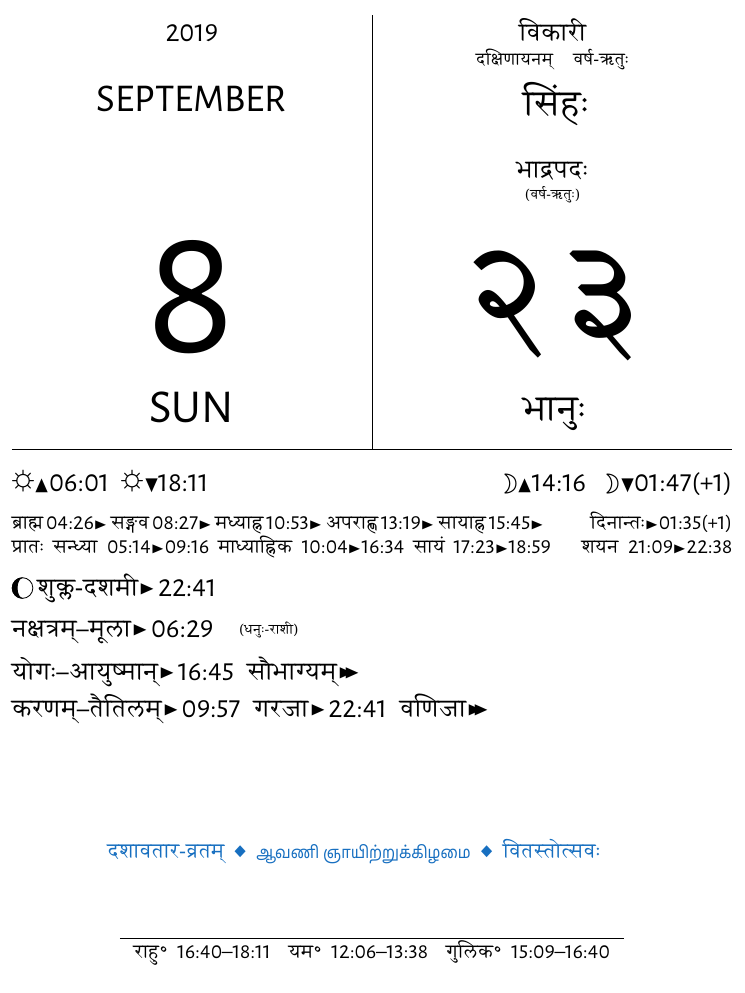 2019
SEPTEMBER
8
SUN
विकारी
दक्षिणायनम् वर्ष-ऋतुः
सिंहः
भाद्रपदः
(वर्ष-ऋतुः)
२३
भानुः
☼▲06:01 ☼▼18:11 ☽▲14:16 ☽▼01:47(+1)
ब्राह्म 04:26► सङ्गव 08:27► मध्याह्न 10:53► अपराह्ण 13:19► सायाह्न 15:45► दिनान्तः►01:35(+1)
प्रातः सन्ध्या 05:14►09:16 माध्याह्निक 10:04►16:34 सायं 17:23►18:59 शयन 21:09►22:38
शुक्ल-दशमी► 22:41
नक्षत्रम्–मूला► 06:29 (धनुः-राशी)
योगः–आयुष्मान्►16:45 सौभाग्यम्►►
करणम्–तैतिलम्►09:57 गरजा►22:41 वणिजा►►
दशावतार-व्रतम् ◆ ஆவணி ஞாயிற்றுக்கிழமை ◆ वितस्तोत्सवः
राहु॰ 16:40–18:11 यम॰ 12:06–13:38 गुलिक॰ 15:09–16:40